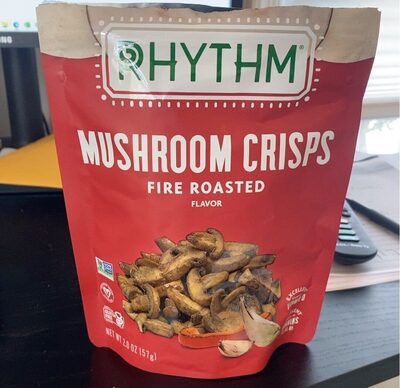 RHYTHM®
MUSHROOM CRISPS
FIRE ROASTED
FLAVOR
NET WT 2.0 OZ (57g)